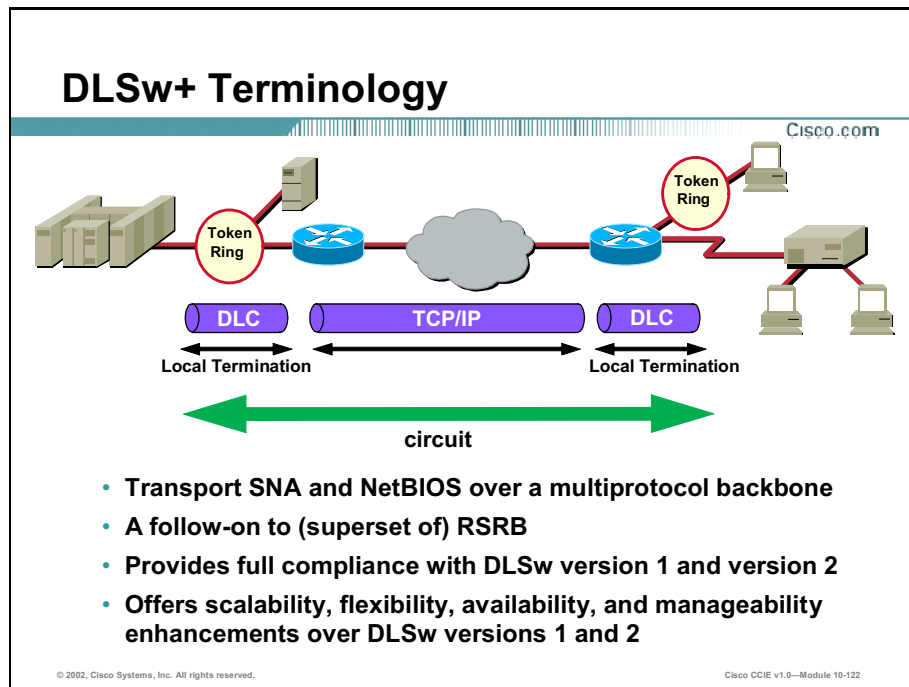 DLSw+ Terminology
Cisco.com
Token
Ring
Token
Ring
DLC
TCP/IP
DLC
Local Termination
Local Termination
circuit
• Transport SNA and NetBIOS over a multiprotocol backbone
• A follow-on to (superset of) RSRB
• Provides full compliance with DLSw version 1 and version 2
• Offers scalability, flexibility, availability, and manageability
enhancements over DLSw versions 1 and 2
© 2002, Cisco Systems, Inc. All rights reserved.
Cisco CCIE v1.0—Module 10-122